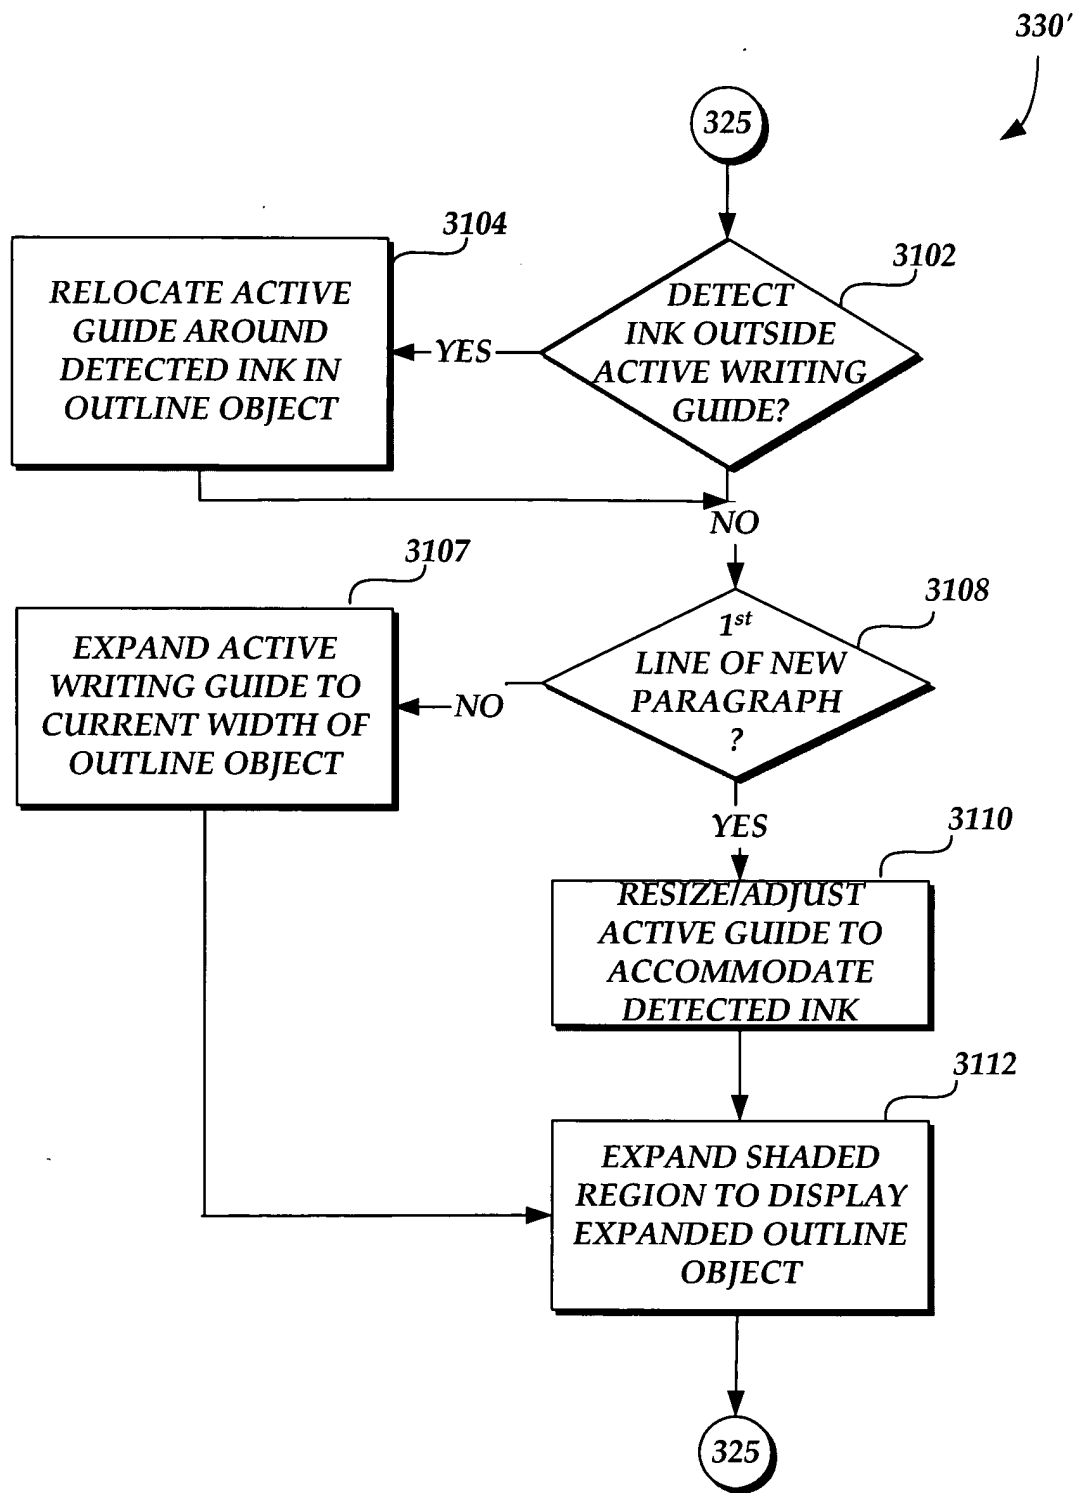 330'
325
3102
DETECT
INK OUTSIDE
ACTIVE WRITING
GUIDE?
3104
RELOCATE ACTIVE
GUIDE AROUND
DETECTED INK IN
OUTLINE OBJECT
YES
NO
3107
EXPAND ACTIVE
WRITING GUIDE TO
CURRENT WIDTH OF
OUTLINE OBJECT
3108
1st
LINE OF NEW
PARAGRAPH
?
NO
YES
3110
RESIZE/ADJUST
ACTIVE GUIDE TO
ACCOMMODATE
DETECTED INK
3112
EXPAND SHADED
REGION TO DISPLAY
EXPANDED OUTLINE
OBJECT
325